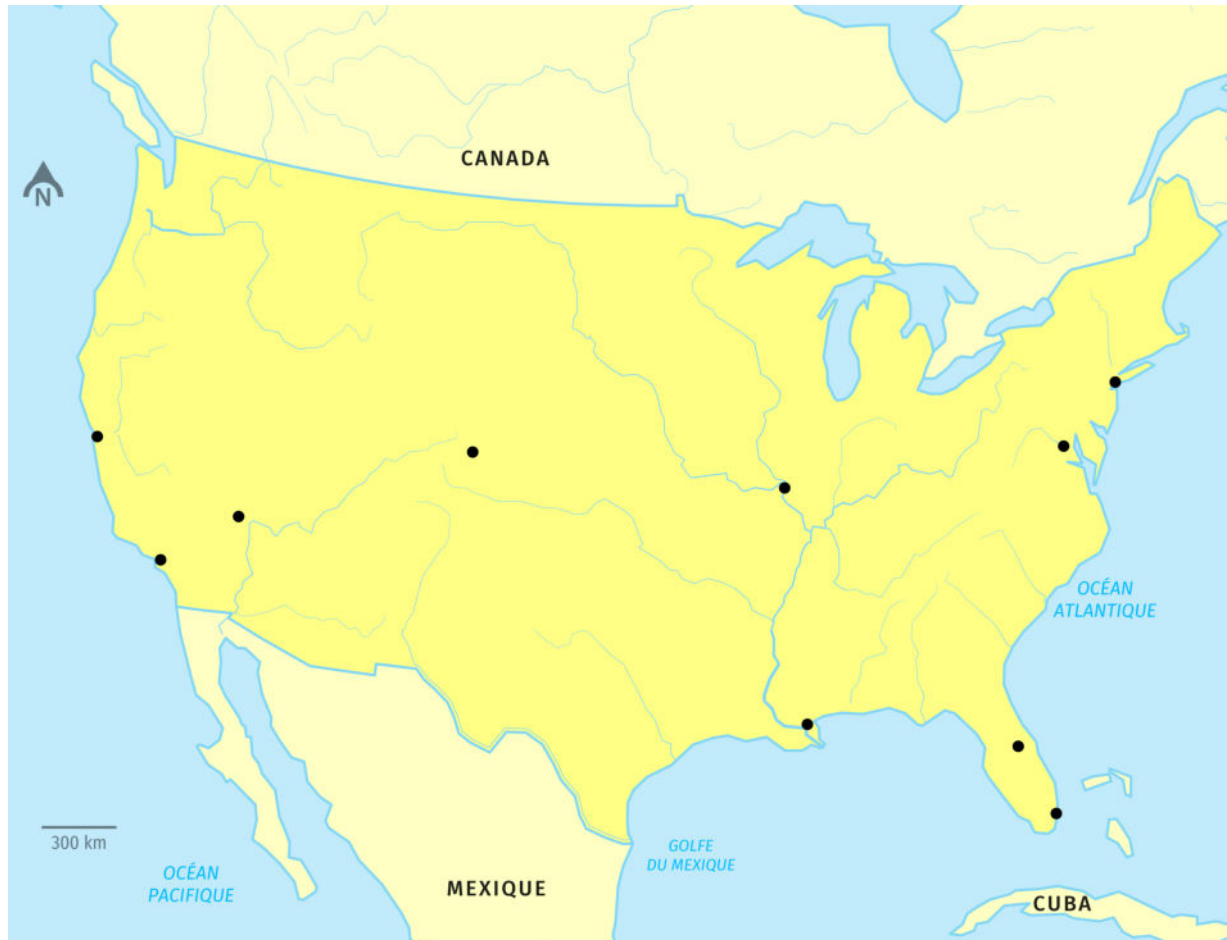 CANADA
N
OCÉAN
ATLANTIQUE
300 km
GOLFE
DU MEXIQUE
OCÉAN
PACIFIQUE
MEXIQUE
CUBA